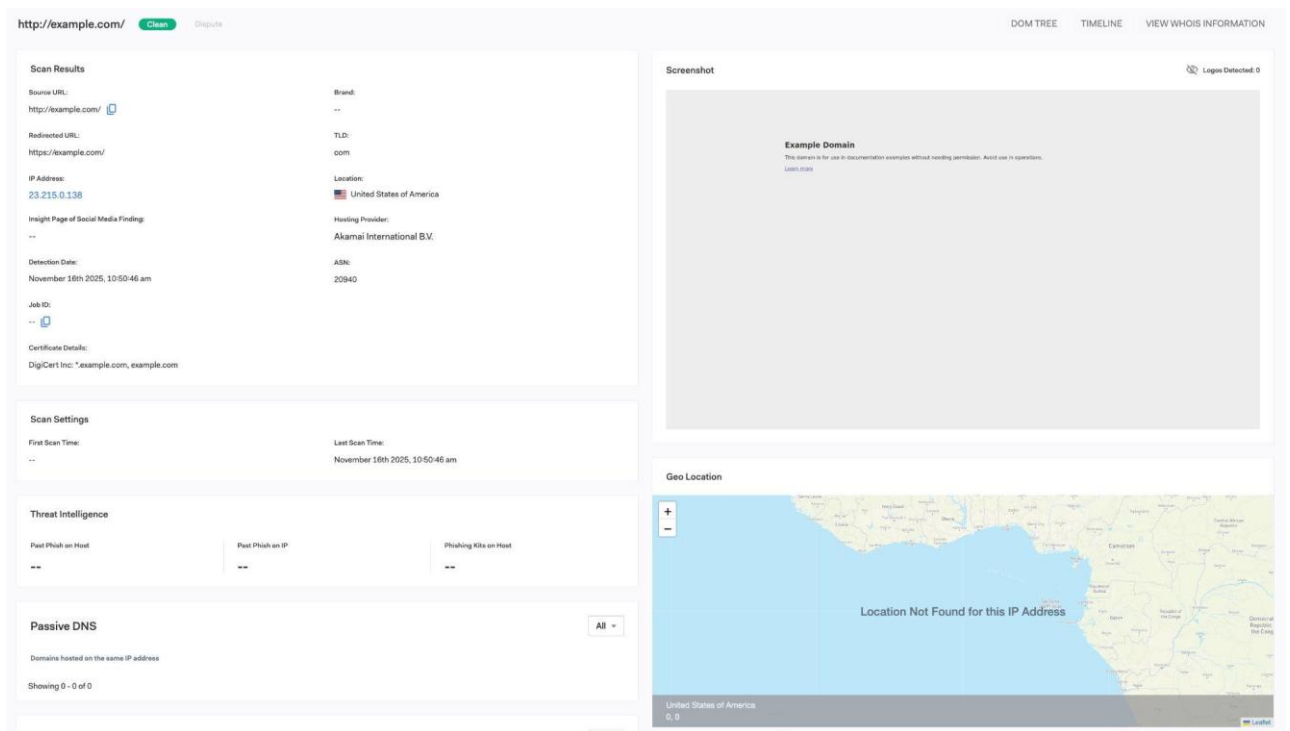 http://example.com/ Clean Dispute DOM TREE TIMELINE VIEW WHOIS INFORMATION
Scan Results
Source URL: Brand:
http://example.com/ --
Redirected URL: TLD:
https://example.com/ com
IP Address: Location:
23.215.0.138 United States of America
Insight Page of Social Media Finding: Hosting Provider:
-- Akamai International B.V.
Detection Date: ASN:
November 16th 2025, 10:50:46 am 20940
Job ID:
--
Certificate Details:
DigiCert Inc: *.example.com, example.com
Scan Settings
First Scan Time: Last Scan Time:
-- November 16th 2025, 10:50:46 am
Threat Intelligence
Past Phish on Host Past Phish on IP Phishing Kits on Host
-- -- --
Passive DNS All
Domains hosted on the same IP address
Showing 0 - 0 of 0
Screenshot Logos Detected: 0
Example Domain
This domain is for use in documentation examples without needing permission. Avoid use in operations.
Learn more
Geo Location
+
−
Cameroon
Location Not Found for this IP Address
United States of America
0, 0
Leaflet